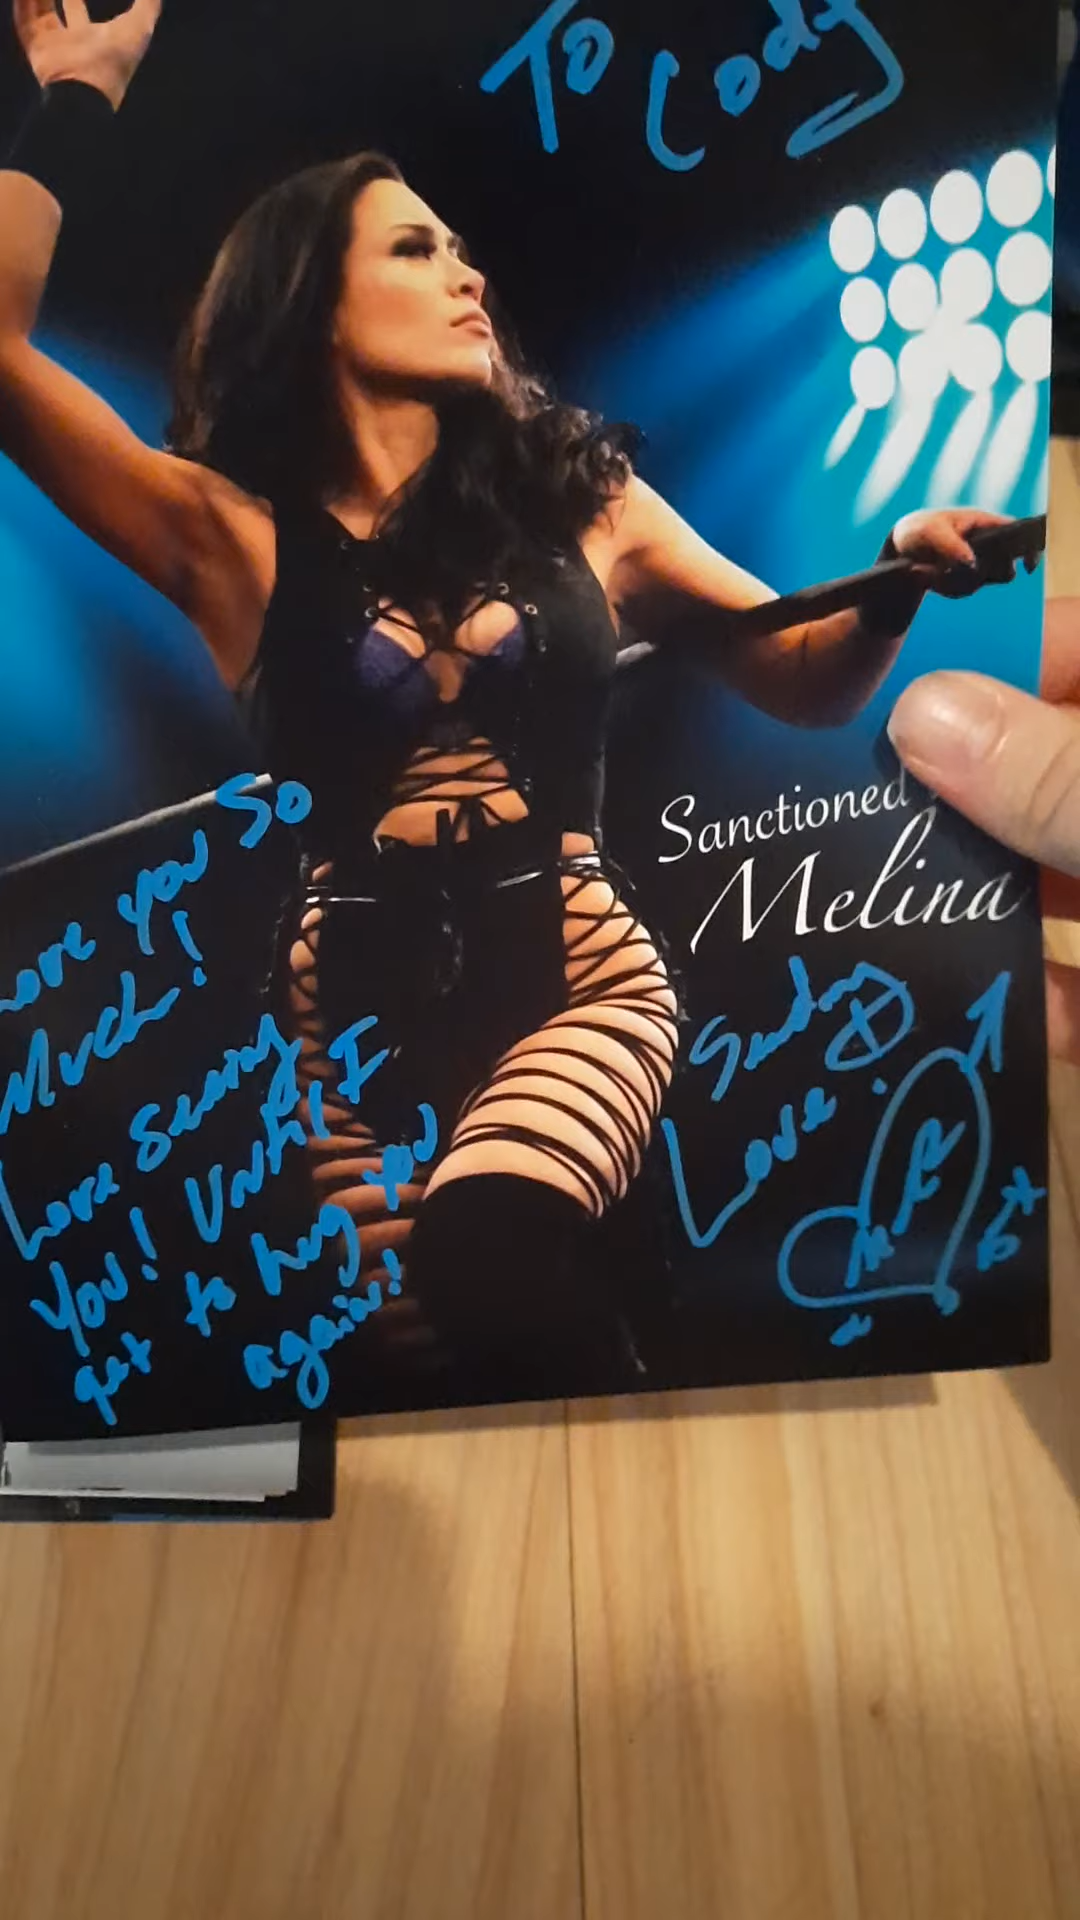 To Cody
Sanctioned
Melina
Love you So
Much!
Love Seeing
You! Until I
get to hug you
again!
Sending
Love